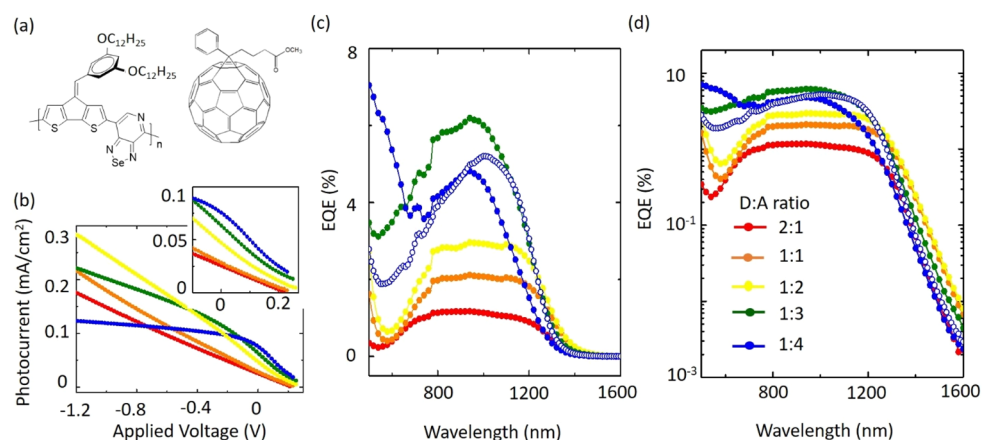 (a)
OC₁₂H₂₅
OC₁₂H₂₅
N
N
N
Se
n
OCH₃
O
(b)
Photocurrent (mA/cm²)
0.3
0.2
0.1
0
-1.2
-0.8
-0.4
0
Applied Voltage (V)
0.1
0.05
0
0
0.2
(c)
EQE (%)
8
4
0
800
1200
1600
Wavelength (nm)
(d)
EQE (%)
10
10⁰
10⁻¹
10⁻³
800
1200
1600
Wavelength (nm)
D:A ratio
2:1
1:1
1:2
1:3
1:4